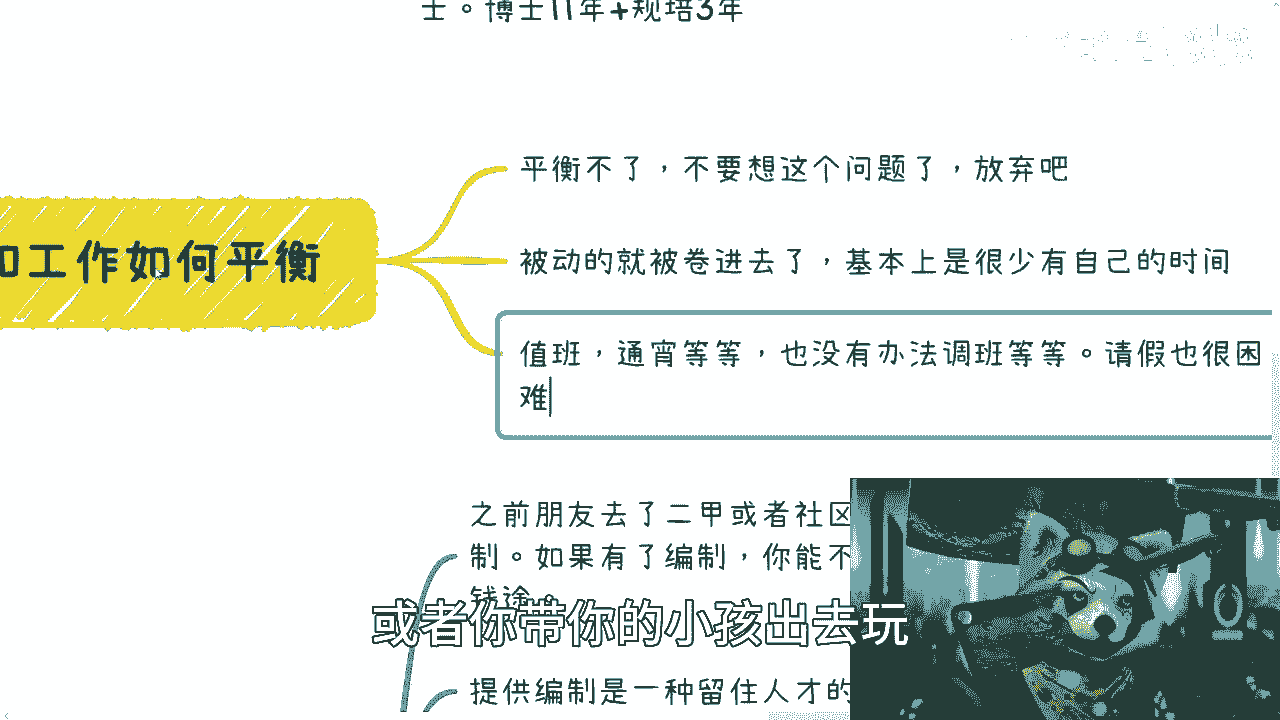 士。博士11年+规培3年
平衡不了，不要想这个问题了，放弃吧
和工作如何平衡
被动的就被卷进去了，基本上是很少有自己的时间
值班，通宵等等，也没有办法调班等等。请假也很困
难
之前朋友去了二甲或者社区
制。如果有了编制，你能不
钱途。
或者你带你的小孩出去玩
提供编制是一种留住人才的